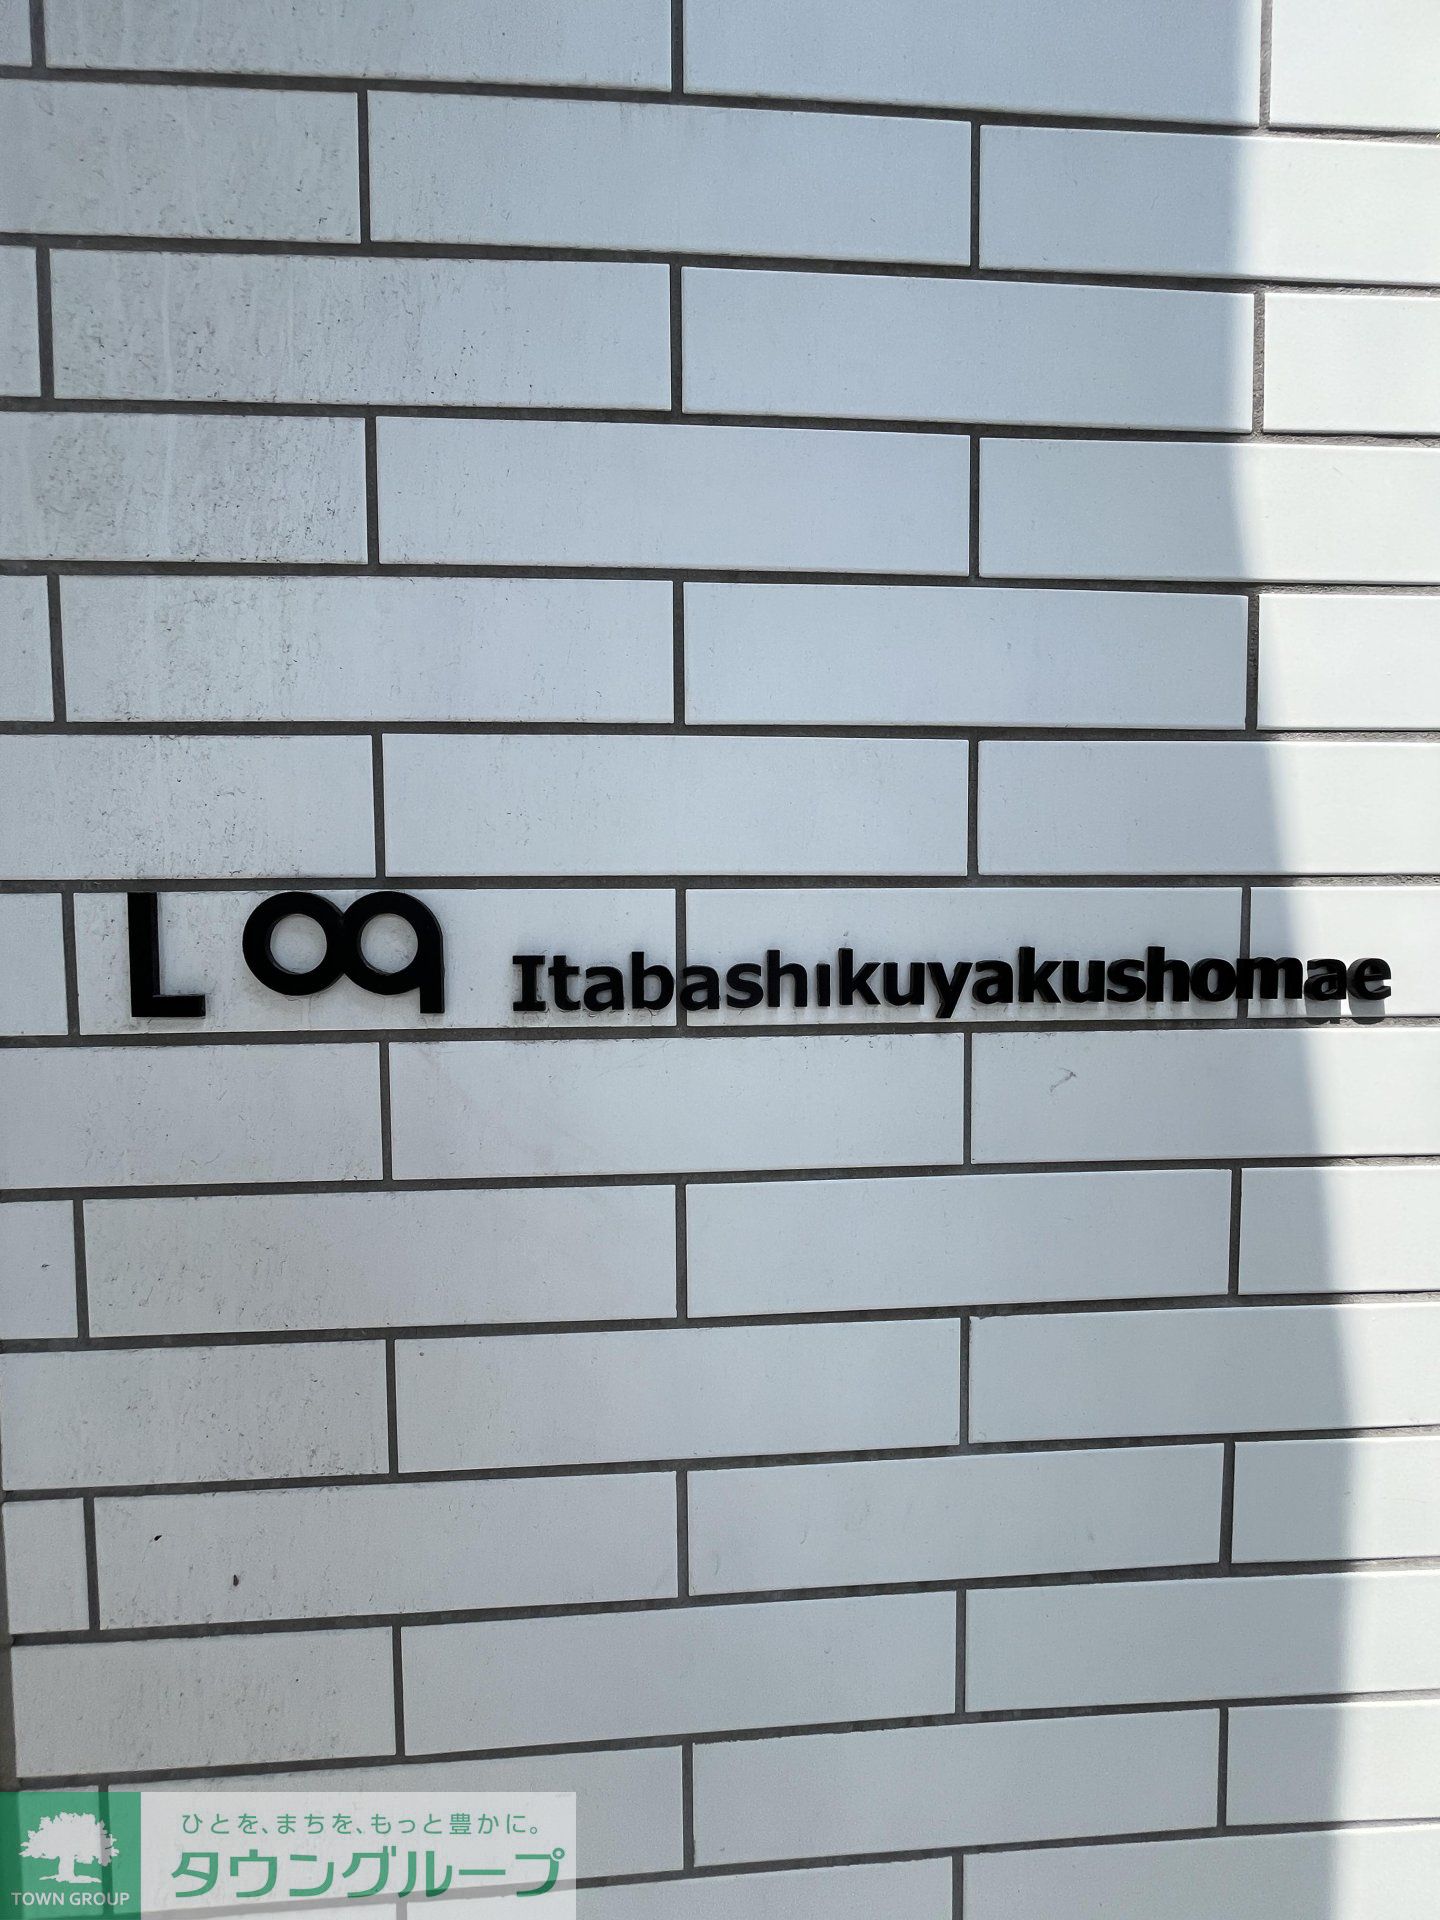 Loq Itabashikuyakushomae
ひとを、まちを、もっと豊かに。
タウングループ
TOWN GROUP